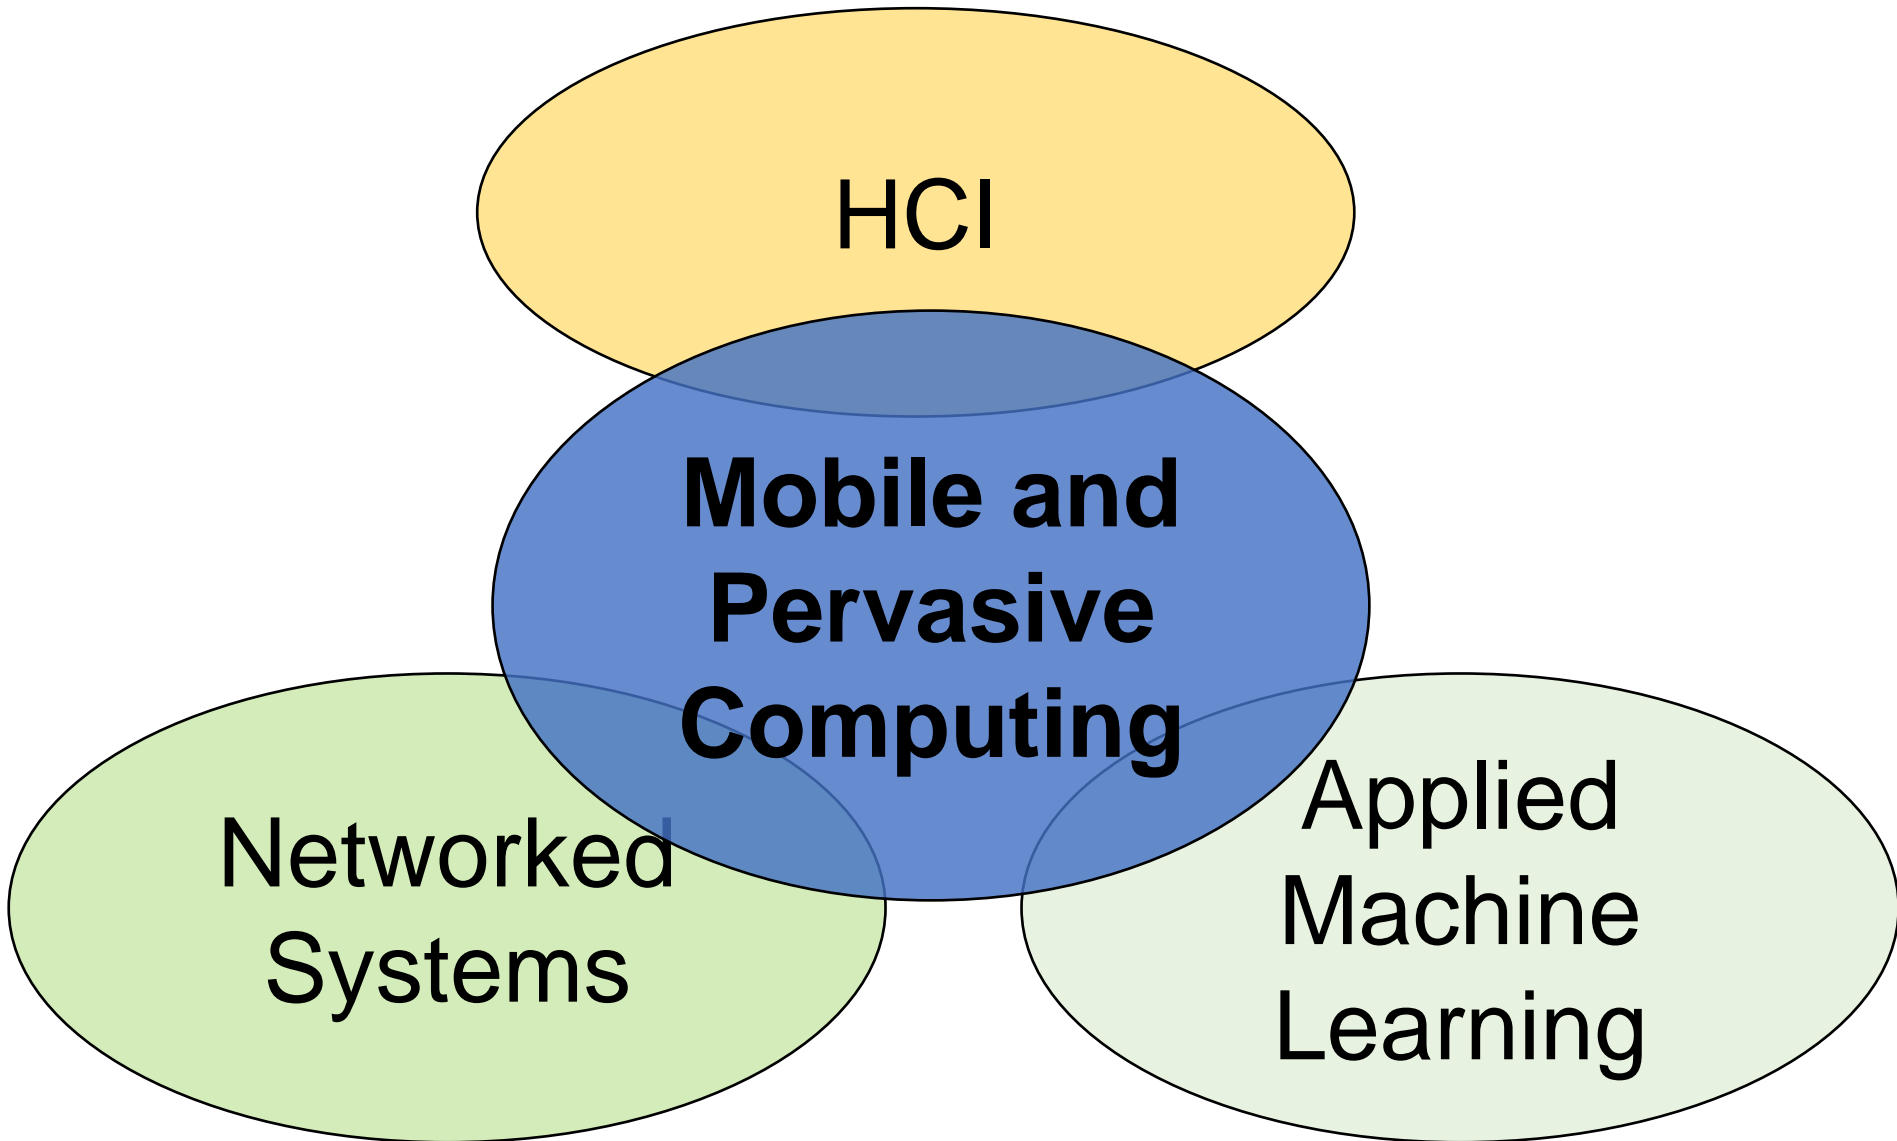 HCI
Mobile and
Pervasive
Computing
Networked
Systems
Applied
Machine
Learning